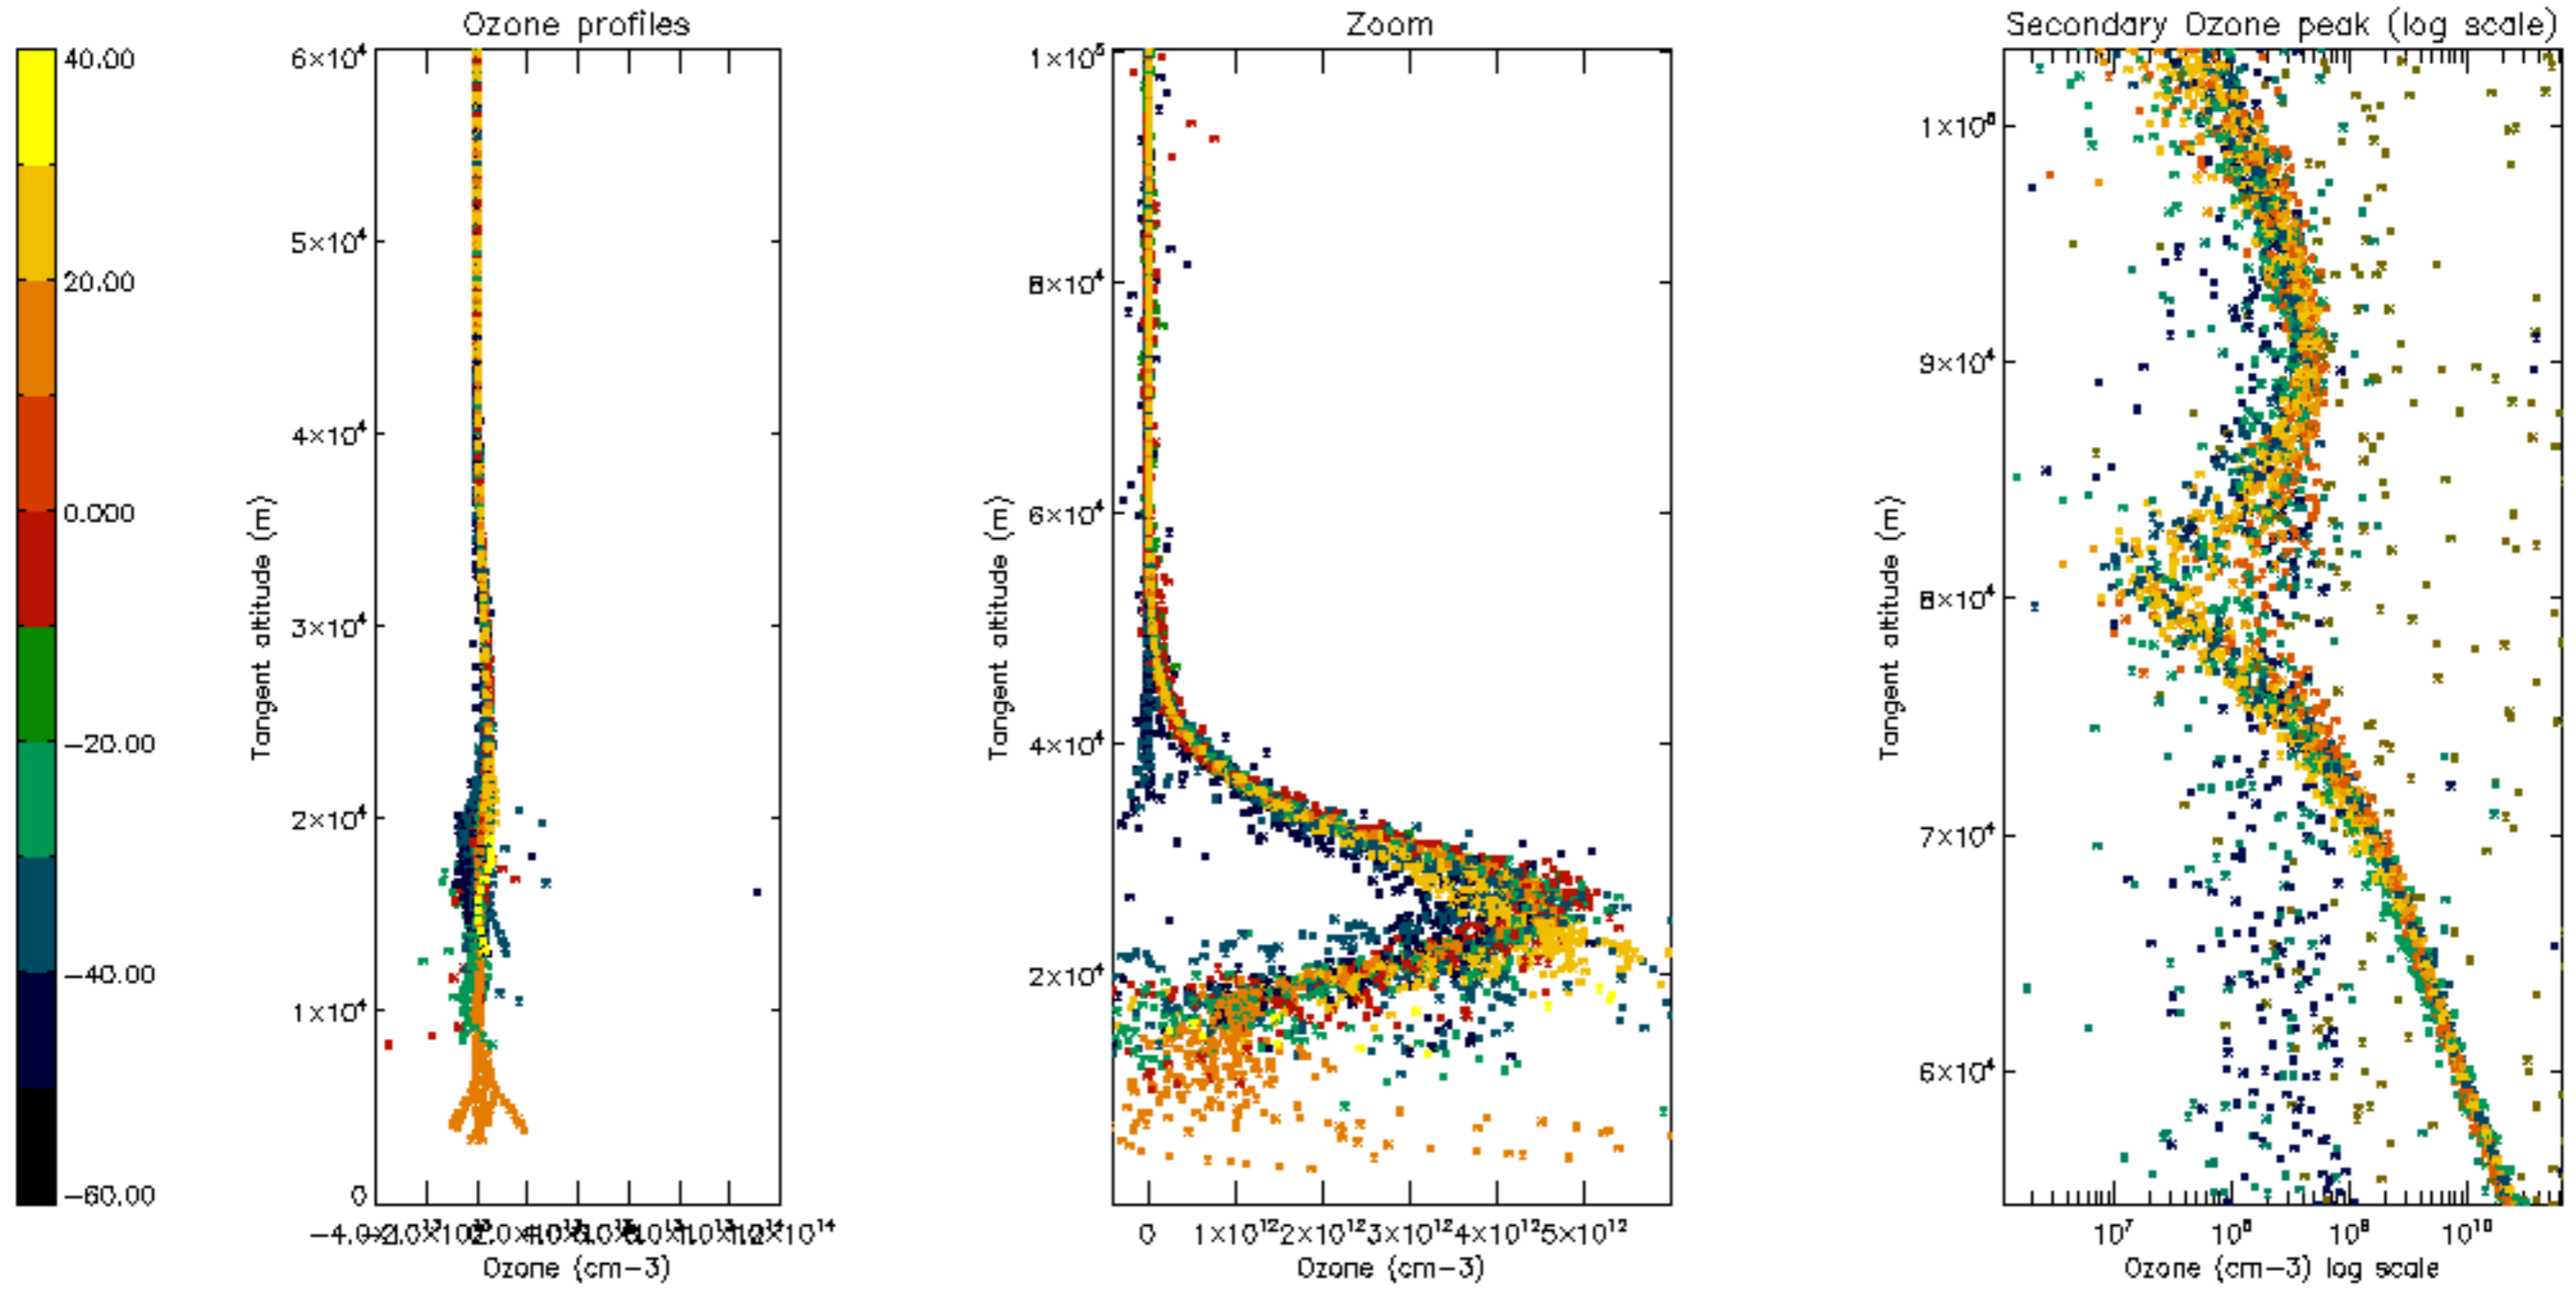 Ozone profiles
Zoom
Secondary Ozone peak (log scale)
40.00
20.00
0.000
−20.00
−40.00
−60.00
6×10⁴
5×10⁴
4×10⁴
3×10⁴
2×10⁴
1×10⁴
0
Tangent altitude (m)
Ozone (cm−3)
1×10⁵
8×10⁴
6×10⁴
4×10⁴
2×10⁴
Tangent altitude (m)
0 1×10¹² 2×10¹² 3×10¹² 4×10¹² 5×10¹²
Ozone (cm−3)
1×10⁵
9×10⁴
8×10⁴
7×10⁴
6×10⁴
Tangent altitude (m)
10⁷ 10⁸ 10⁹ 10¹⁰
Ozone (cm−3) log scale